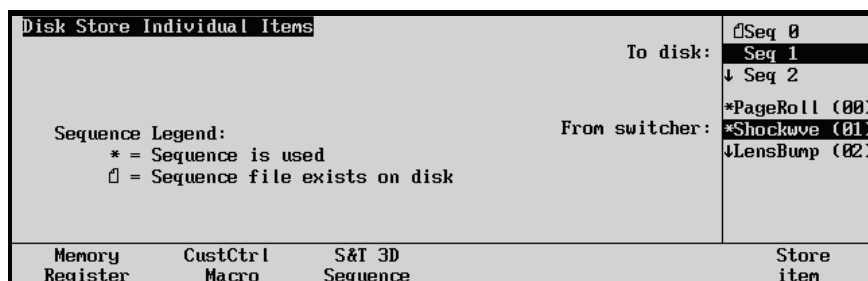 Disk Store Individual Items
Seq 0
To disk: Seq 1
↓ Seq 2
*PageRoll (00)
From switcher: *Shockwve (01)
↓LensBump (02)
Sequence Legend:
* = Sequence is used
= Sequence file exists on disk
Memory Register
CustCtrl Macro
S&T 3D Sequence
Store item